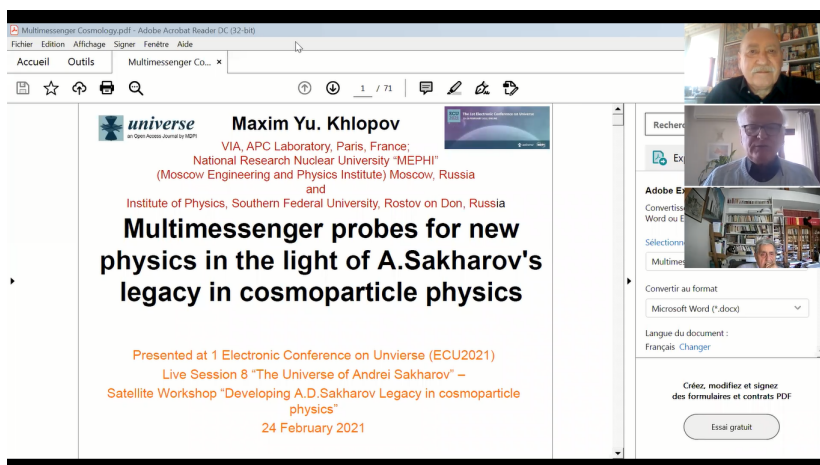 Multimessenger Cosmology.pdf - Adobe Acrobat Reader DC (32-bit)
Fichier Edition Affichage Signer Fenêtre Aide
Accueil Outils Multimessenger Co... ×
1 / 71
universe
an Open Access Journal by MDPI
Maxim Yu. Khlopov
VIA, APC Laboratory, Paris, France;
National Research Nuclear University “MEPHI”
(Moscow Engineering and Physics Institute) Moscow, Russia
and
Institute of Physics, Southern Federal University, Rostov on Don, Russia
Multimessenger probes for new
physics in the light of A.Sakharov's
legacy in cosmoparticle physics
Presented at 1 Electronic Conference on Unvierse (ECU2021)
Live Session 8 “The Universe of Andrei Sakharov” –
Satellite Workshop “Developing A.D.Sakharov Legacy in cosmoparticle
physics”
24 February 2021
Recherc
Ex
Adobe Ex
Convertiss
Word ou E
Sélectionne
Multimes
Convertir au format
Microsoft Word (*.docx)
Langue du document :
Français Changer
Créez, modifiez et signez
des formulaires et contrats PDF
Essai gratuit